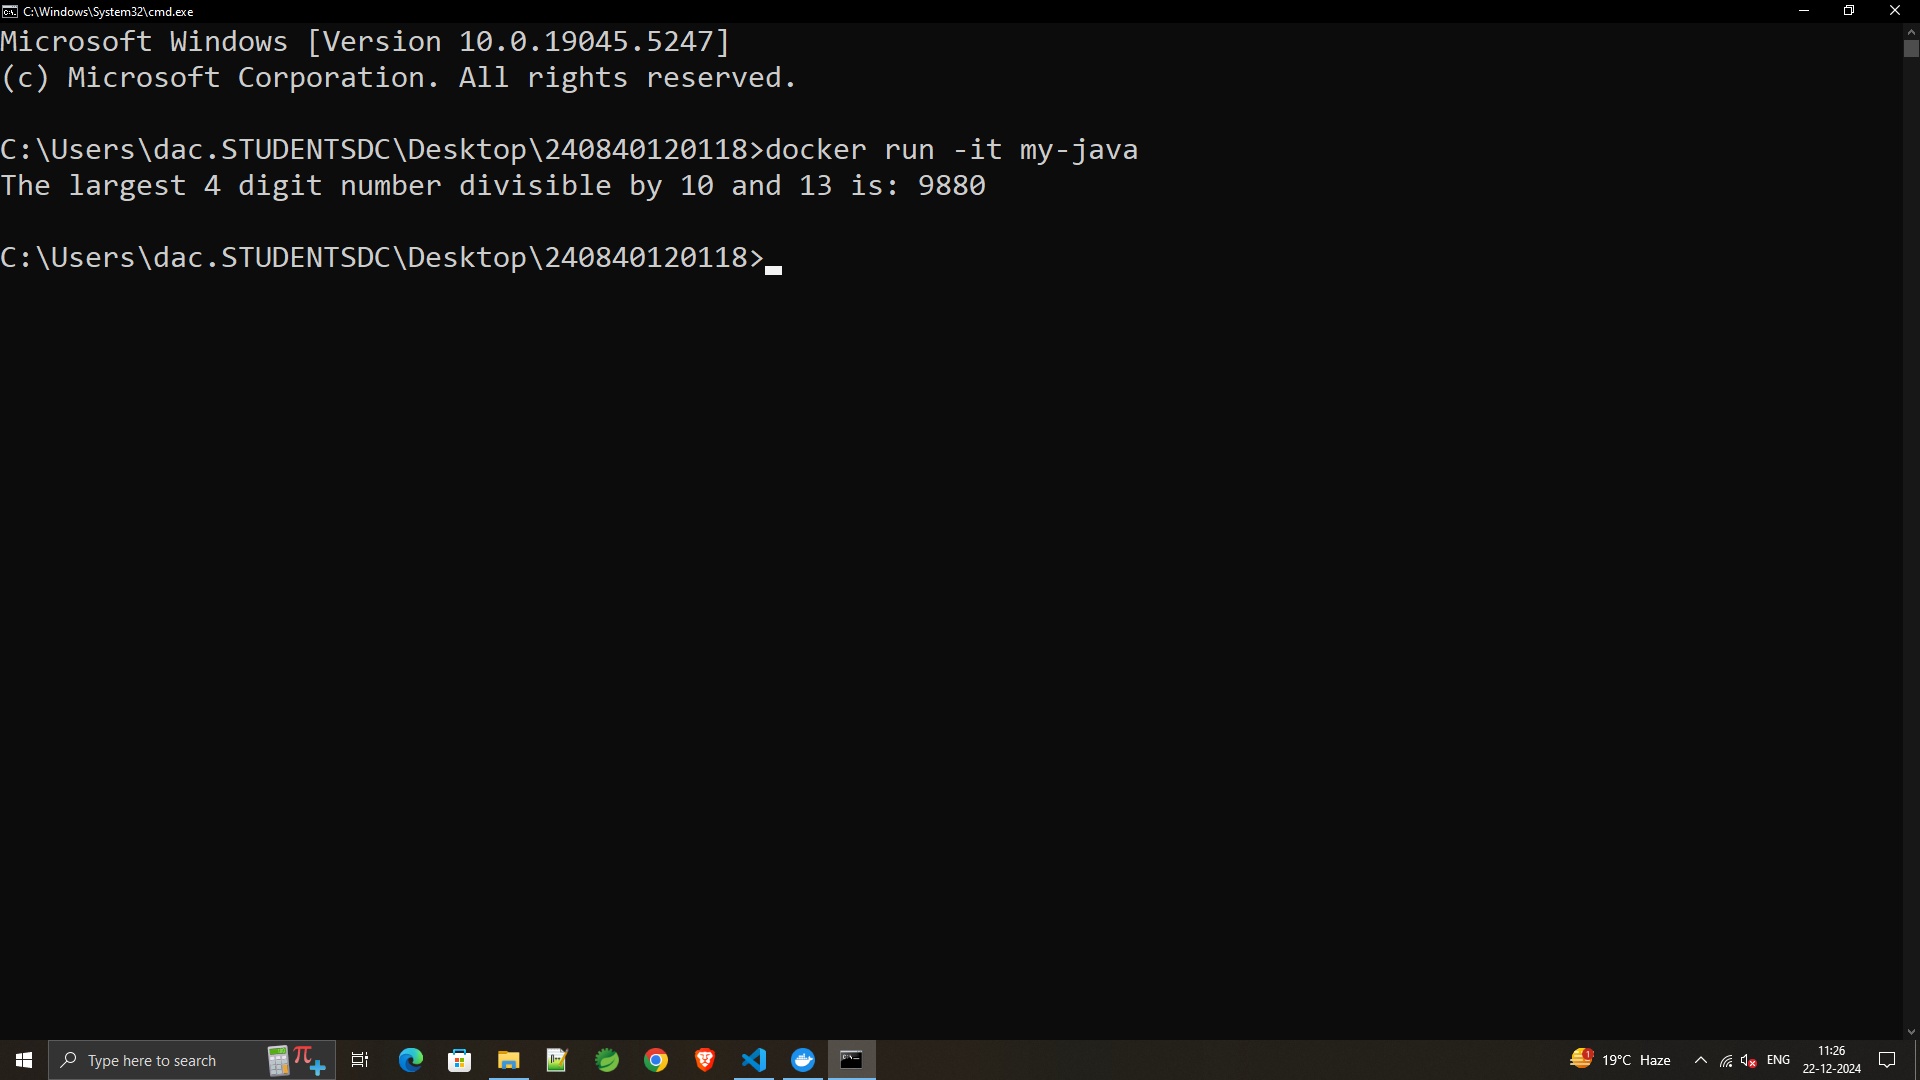 C:\Windows\System32\cmd.exe
Microsoft Windows [Version 10.0.19045.5247]
(c) Microsoft Corporation. All rights reserved.
C:\Users\dac.STUDENTSDC\Desktop\240840120118>docker run -it my-java
The largest 4 digit number divisible by 10 and 13 is: 9880
C:\Users\dac.STUDENTSDC\Desktop\240840120118>
Type here to search
19°C Haze
ENG
11:26
22-12-2024